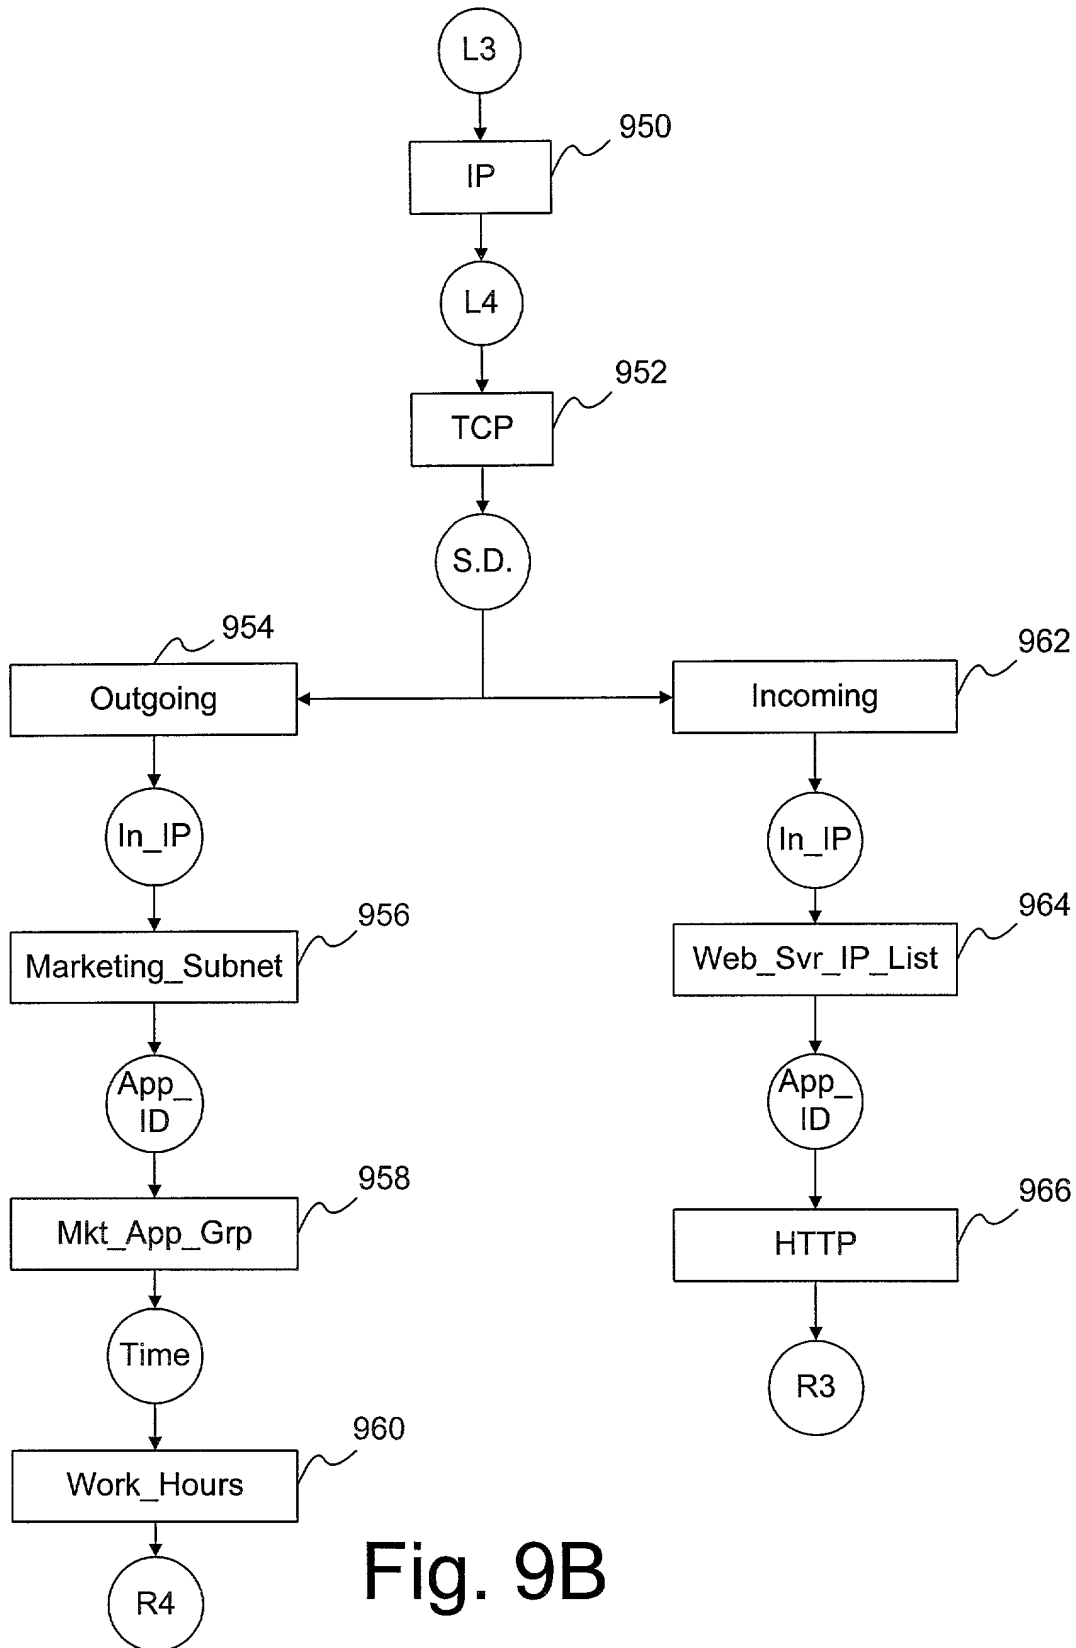 L3
950
IP
L4
952
TCP
S.D.
954
Outgoing
962
Incoming
In_IP
In_IP
956
Marketing_Subnet
964
Web_Svr_IP_List
App_
ID
App_
ID
958
Mkt_App_Grp
966
HTTP
Time
R3
960
Work_Hours
R4
Fig. 9B